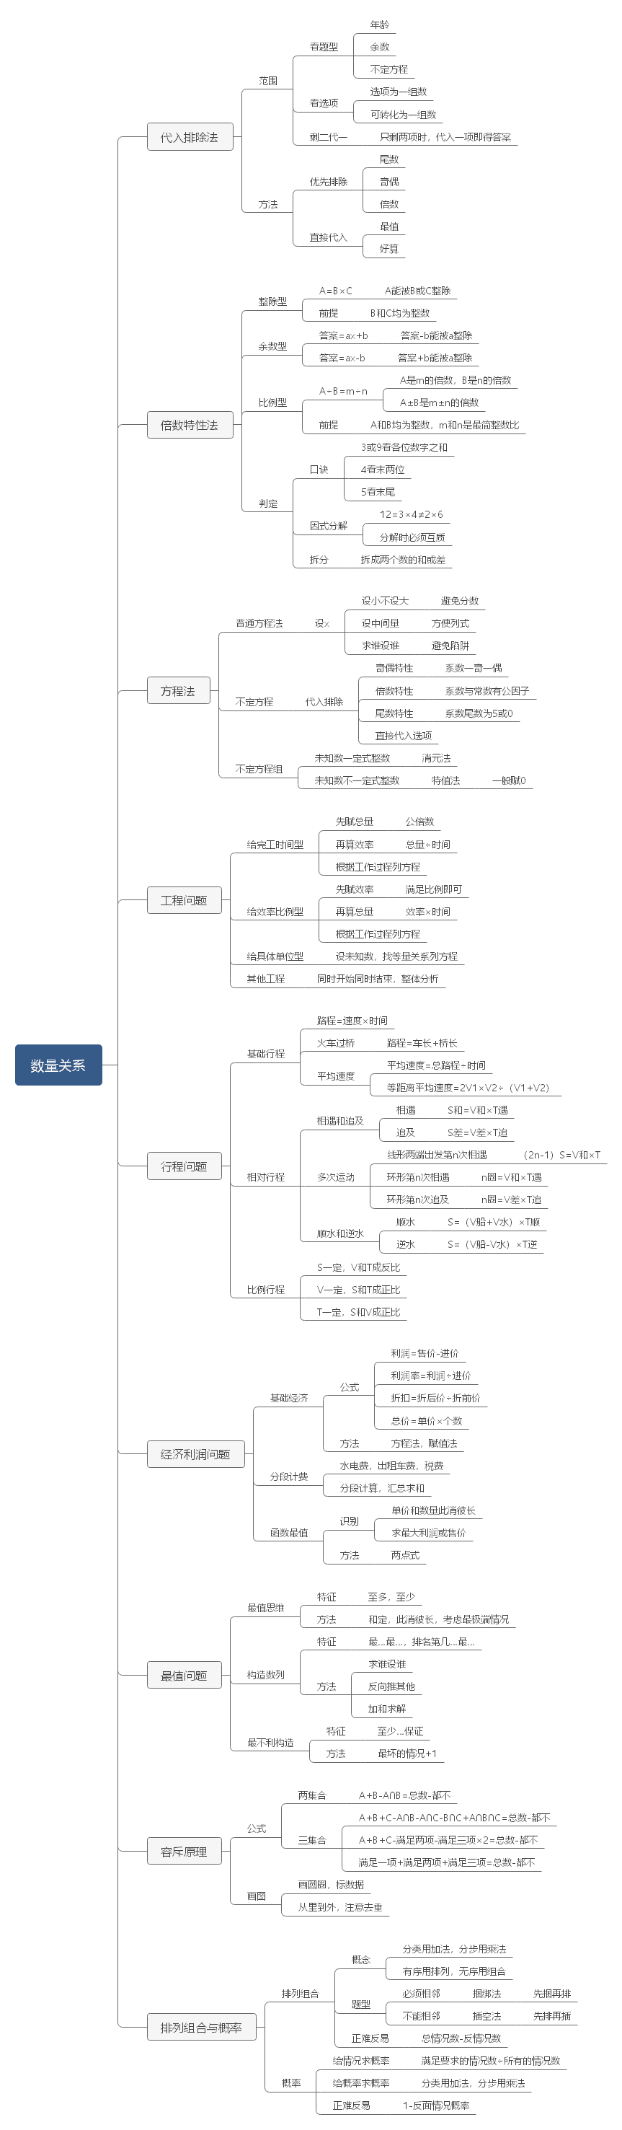 数量关系
代入排除法
范围
看题型
年龄
余数
不定方程
看选项
选项为一组数
可转化为一组数
剩二代一
只剩两项时，代入一项即得答案
方法
优先排除
尾数
奇偶
倍数
直接代入
最值
好算
倍数特性法
整除型
A=B×C
A能被B或C整除
前提
B和C均为整数
余数型
答案=ax+b
答案-b能被a整除
答案=ax-b
答案+b能被a整除
比例型
A÷B=m÷n
A是m的倍数，B是n的倍数
A±B是m±n的倍数
前提
A和B均为整数，m和n是最简整数比
判定
口诀
3或9看各位数字之和
4看末两位
5看末尾
因式分解
12=3×4≠2×6
分解时必须互质
拆分
拆成两个数的和或差
方程法
普通方程法
设x
设小不设大
避免分数
设中间量
方便列式
求谁设谁
避免陷阱
不定方程
代入排除
奇偶特性
系数一奇一偶
倍数特性
系数与常数有公因子
尾数特性
系数尾数为5或0
直接代入选项
不定方程组
未知数一定式整数
消元法
未知数不一定式整数
特值法
一般赋0
工程问题
给完工时间型
先赋总量
公倍数
再算效率
总量÷时间
根据工作过程列方程
给效率比例型
先赋效率
满足比例即可
再算总量
效率×时间
根据工作过程列方程
给具体单位型
设未知数，找等量关系列方程
其他工程
同时开始同时结束，整体分析
行程问题
基础行程
路程=速度×时间
火车过桥
路程=车长+桥长
平均速度
平均速度=总路程÷时间
等距离平均速度=2V1×V2÷（V1+V2）
相对行程
相遇和追及
相遇
S和=V和×T遇
追及
S差=V差×T追
多次运动
线形两端出发第n次相遇
（2n-1）S=V和×T
环形第n次相遇
n圈=V和×T遇
环形第n次追及
n圈=V差×T追
顺水和逆水
顺水
S=（V船+V水）×T顺
逆水
S=（V船-V水）×T逆
比例行程
S一定，V和T成反比
V一定，S和T成正比
T一定，S和V成正比
经济利润问题
基础经济
公式
利润=售价-进价
利润率=利润÷进价
折扣=折后价÷折前价
总价=单价×个数
方法
方程法，赋值法
分段计费
水电费，出租车费，税费
分段计算，汇总求和
函数最值
识别
单价和数量此消彼长
求最大利润或售价
方法
两点式
最值问题
最值思维
特征
至多，至少
方法
和定，此消彼长，考虑最极端情况
构造数列
特征
最...最...，排名第几...最...
方法
求谁设谁
反向推其他
加和求解
最不利构造
特征
至少...保证
方法
最坏的情况+1
容斥原理
公式
两集合
A+B-A∩B=总数-都不
三集合
A+B+C-A∩B-A∩C-B∩C+A∩B∩C=总数-都不
A+B+C-满足两项-满足三项×2=总数-都不
满足一项+满足两项+满足三项=总数-都不
画图
画圆圈，标数据
从里到外，注意去重
排列组合与概率
排列组合
概念
分类用加法，分步用乘法
有序用排列，无序用组合
题型
必须相邻
捆绑法
先捆再排
不能相邻
插空法
先排再插
正难反易
总情况数-反情况数
概率
给情况求概率
满足要求的情况数÷所有的情况数
给概率求概率
分类用加法，分步用乘法
正难反易
1-反面情况概率